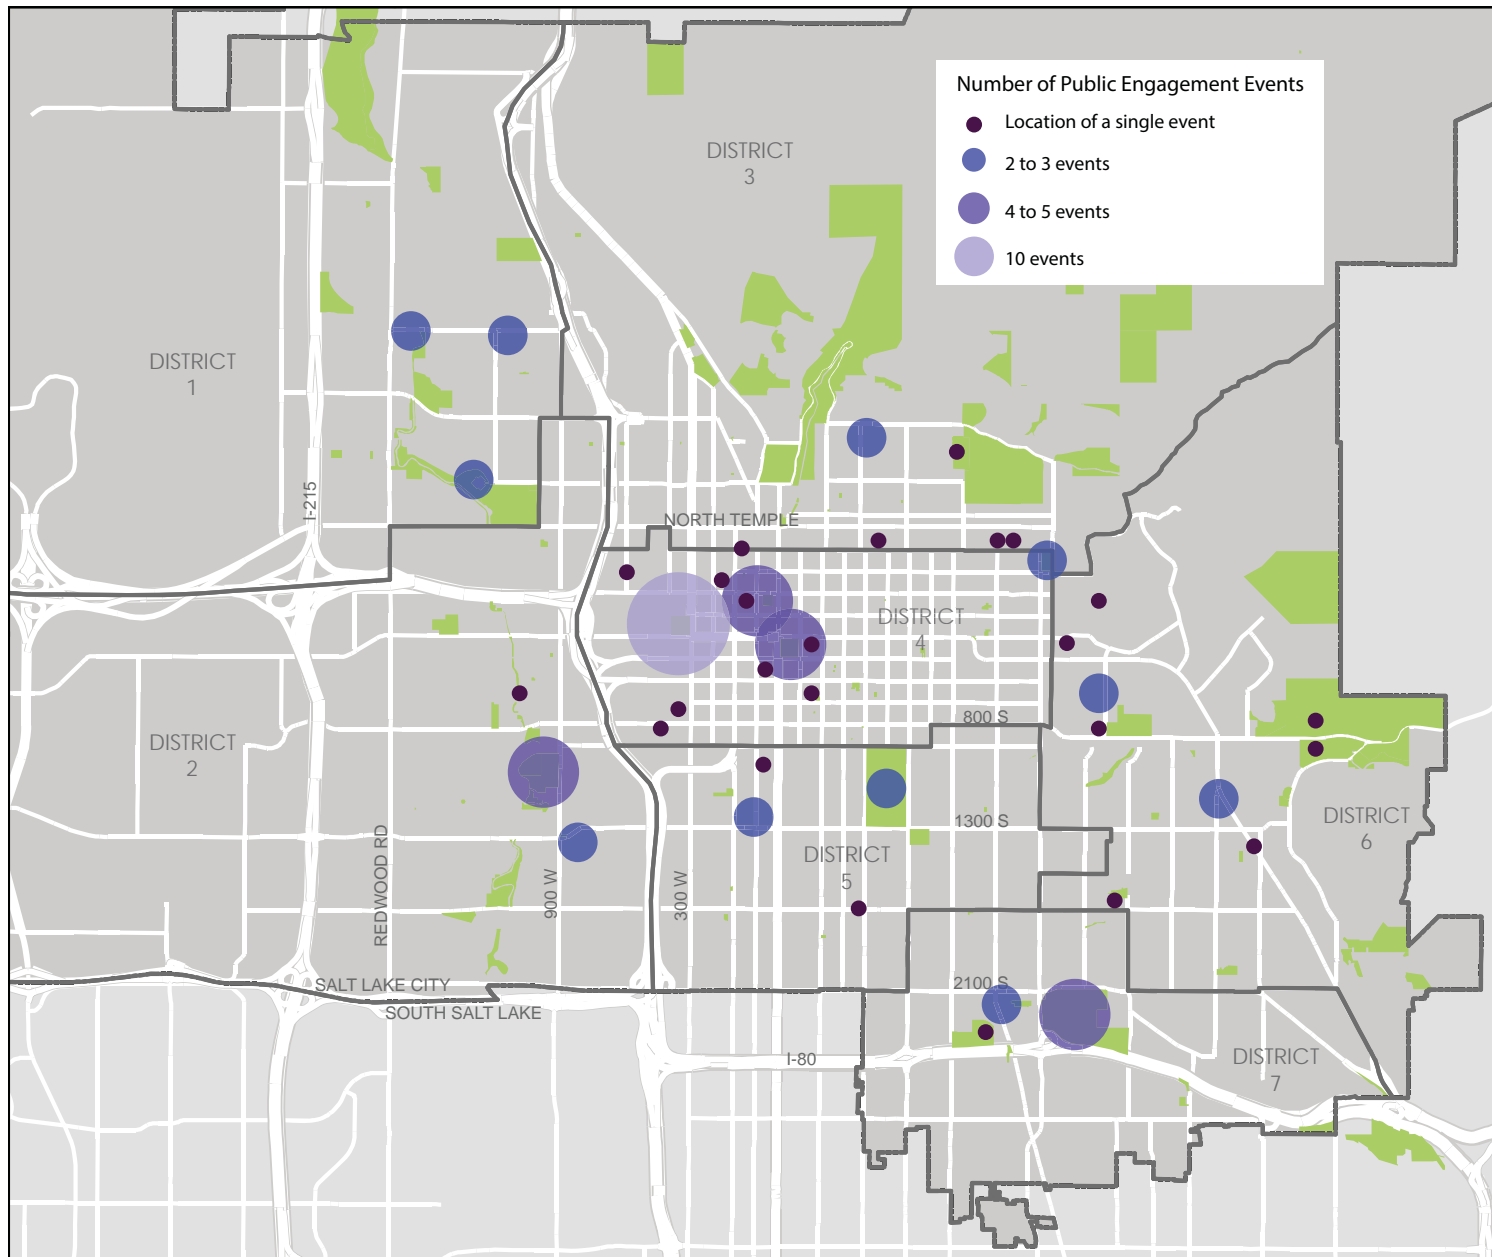 Number of Public Engagement Events
Location of a single event
2 to 3 events
4 to 5 events
10 events
DISTRICT
3
DISTRICT
1
I-215
NORTH TEMPLE
DISTRICT
4
800 S
DISTRICT
2
1300 S
DISTRICT
6
DISTRICT
5
REDWOOD RD
900 W
300 W
2100 S
SALT LAKE CITY
SOUTH SALT LAKE
I-80
DISTRICT
7